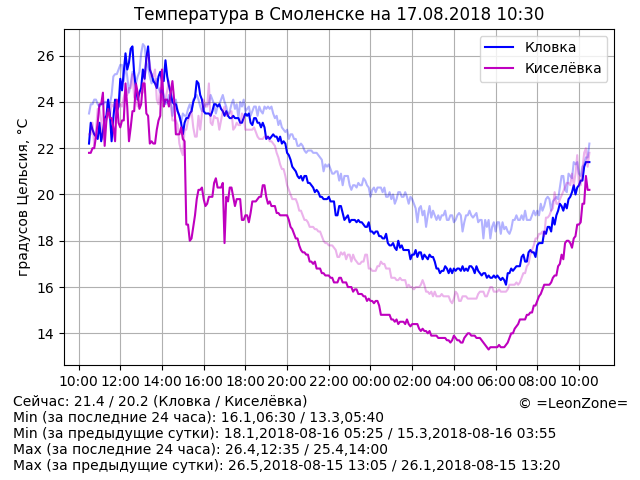 Температура в Смоленске на 17.08.2018 10:30
Кловка
Киселёвка
градусов Цельсия, °C
26
24
22
20
18
16
14
10:00 12:00 14:00 16:00 18:00 20:00 22:00 00:00 02:00 04:00 06:00 08:00 10:00
Сейчас: 21.4 / 20.2 (Кловка / Киселёвка)
© =LeonZone=
Min (за последние 24 часа): 16.1,06:30 / 13.3,05:40
Min (за предыдущие сутки): 18.1,2018-08-16 05:25 / 15.3,2018-08-16 03:55
Max (за последние 24 часа): 26.4,12:35 / 25.4,14:00
Max (за предыдущие сутки): 26.5,2018-08-15 13:05 / 26.1,2018-08-15 13:20